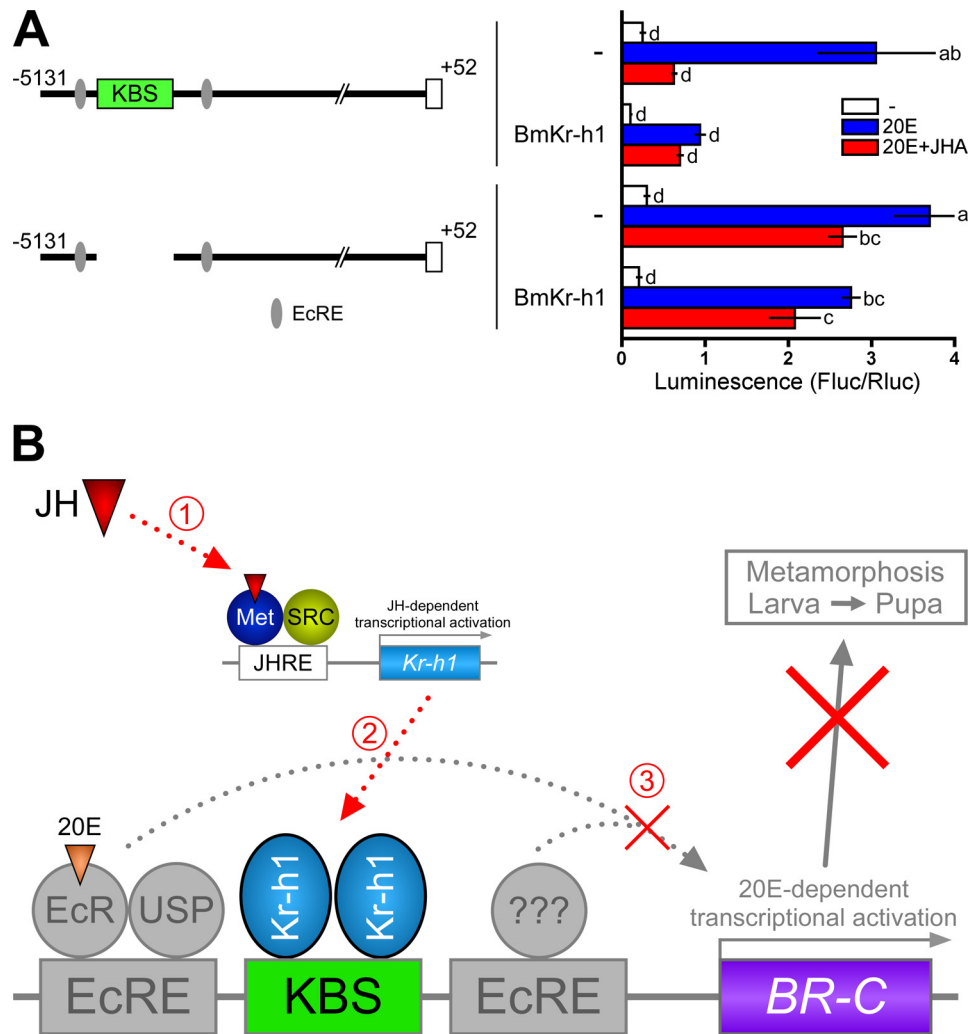 A
-5131
KBS
+52
-
BmKr-h1
d
ab
d
d
d
d
-
20E
20E+JHA
-5131
+52
EcRE
-
BmKr-h1
d
a
bc
d
bc
c
0 1 2 3 4
Luminescence (Fluc/Rluc)
B
JH
1
Met
SRC
JHRE
JH-dependent
transcriptional activation
Kr-h1
Metamorphosis
Larva Pupa
2
3
20E
EcR
USP
Kr-h1
Kr-h1
???
20E-dependent
transcriptional activation
EcRE
KBS
EcRE
BR-C